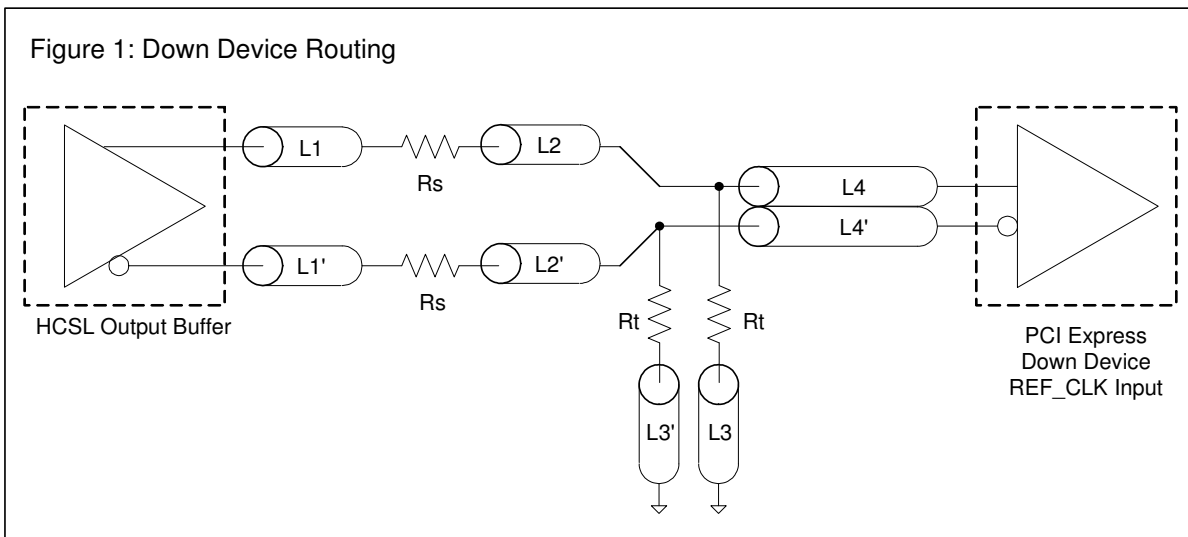 Figure 1: Down Device Routing
L1
Rs
L2
L4
L4'
L1'
Rs
L2'
HCSL Output Buffer
Rt
Rt
L3'
L3
PCI Express
Down Device
REF_CLK Input